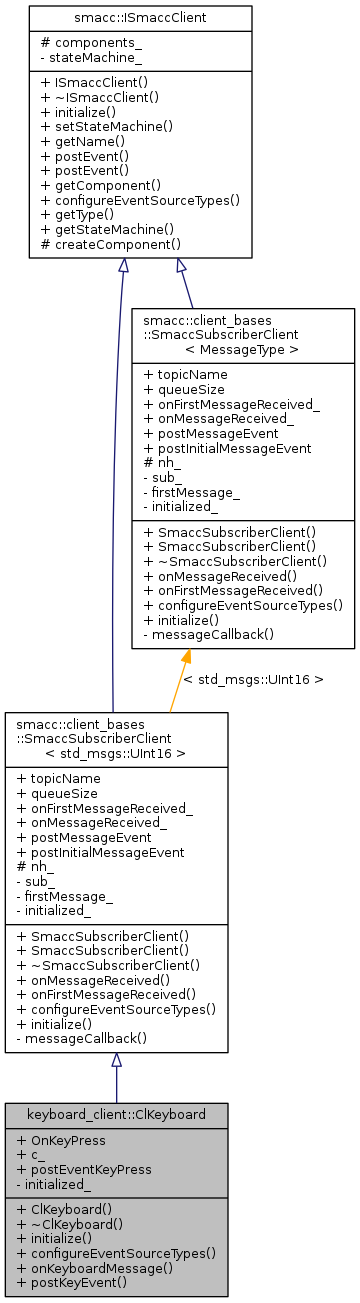 smacc::ISmaccClient
# components_
- stateMachine_
+ ISmaccClient()
+ ~ISmaccClient()
+ initialize()
+ setStateMachine()
+ getName()
+ postEvent()
+ postEvent()
+ getComponent()
+ configureEventSourceTypes()
+ getType()
+ getStateMachine()
# createComponent()
smacc::client_bases
::SmaccSubscriberClient
< MessageType >
+ topicName
+ queueSize
+ onFirstMessageReceived_
+ onMessageReceived_
+ postMessageEvent
+ postInitialMessageEvent
# nh_
- sub_
- firstMessage_
- initialized_
+ SmaccSubscriberClient()
+ SmaccSubscriberClient()
+ ~SmaccSubscriberClient()
+ onMessageReceived()
+ onFirstMessageReceived()
+ configureEventSourceTypes()
+ initialize()
- messageCallback()
< std_msgs::UInt16 >
smacc::client_bases
::SmaccSubscriberClient
< std_msgs::UInt16 >
+ topicName
+ queueSize
+ onFirstMessageReceived_
+ onMessageReceived_
+ postMessageEvent
+ postInitialMessageEvent
# nh_
- sub_
- firstMessage_
- initialized_
+ SmaccSubscriberClient()
+ SmaccSubscriberClient()
+ ~SmaccSubscriberClient()
+ onMessageReceived()
+ onFirstMessageReceived()
+ configureEventSourceTypes()
+ initialize()
- messageCallback()
keyboard_client::ClKeyboard
+ OnKeyPress
+ c_
+ postEventKeyPress
- initialized_
+ ClKeyboard()
+ ~ClKeyboard()
+ initialize()
+ configureEventSourceTypes()
+ onKeyboardMessage()
+ postKeyEvent()